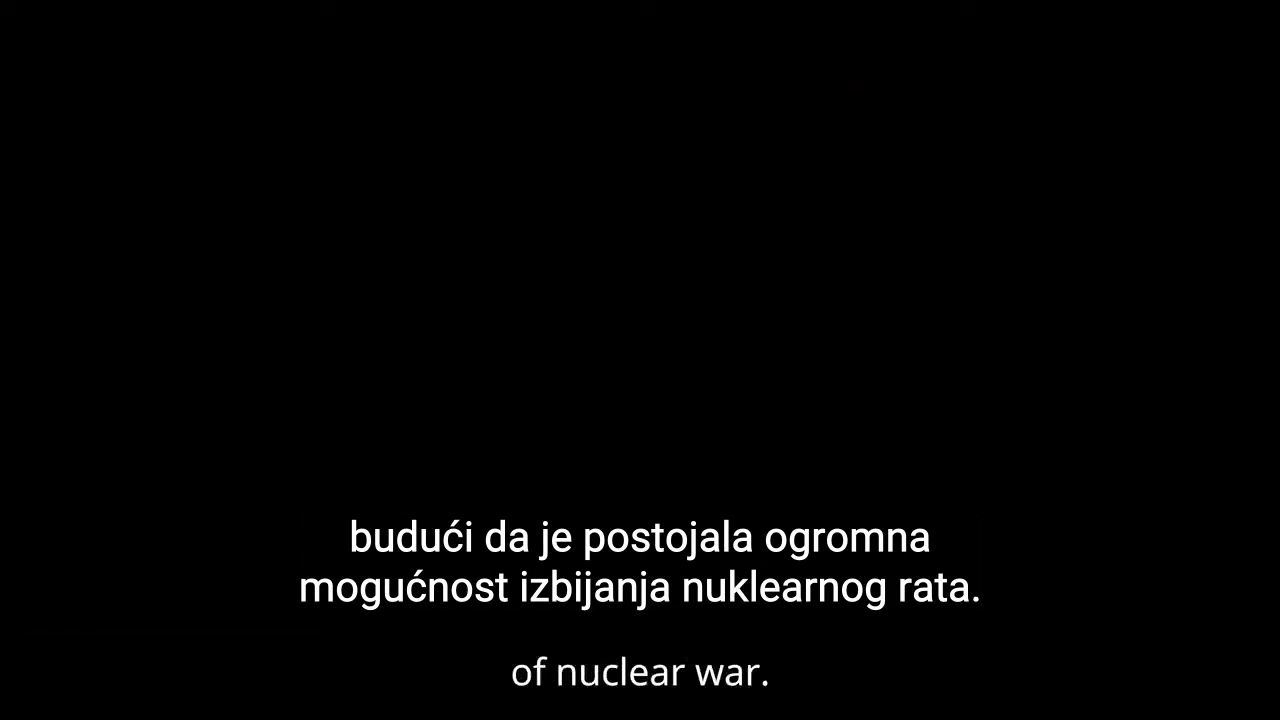 budući da je postojala ogromna
mogućnost izbijanja nuklearnog rata.
of nuclear war.